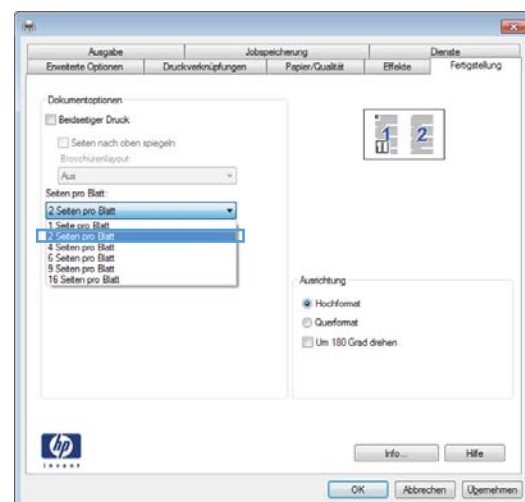 Ausgabe Jobspeicherung Dienste
Erweiterte Optionen Druckverknüpfungen Papier/Qualität Effekte Fertigstellung
Dokumentoptionen
Beidseitiger Druck
Seiten nach oben spiegeln
Broschürenlayout:
Aus
Seiten pro Blatt:
2 Seiten pro Blatt
1 Seite pro Blatt
2 Seiten pro Blatt
4 Seiten pro Blatt
6 Seiten pro Blatt
9 Seiten pro Blatt
16 Seiten pro Blatt
1 2
Ausrichtung
Hochformat
Querformat
Um 180 Grad drehen
hp
invent
Info... Hilfe
OK Abbrechen Übernehmen